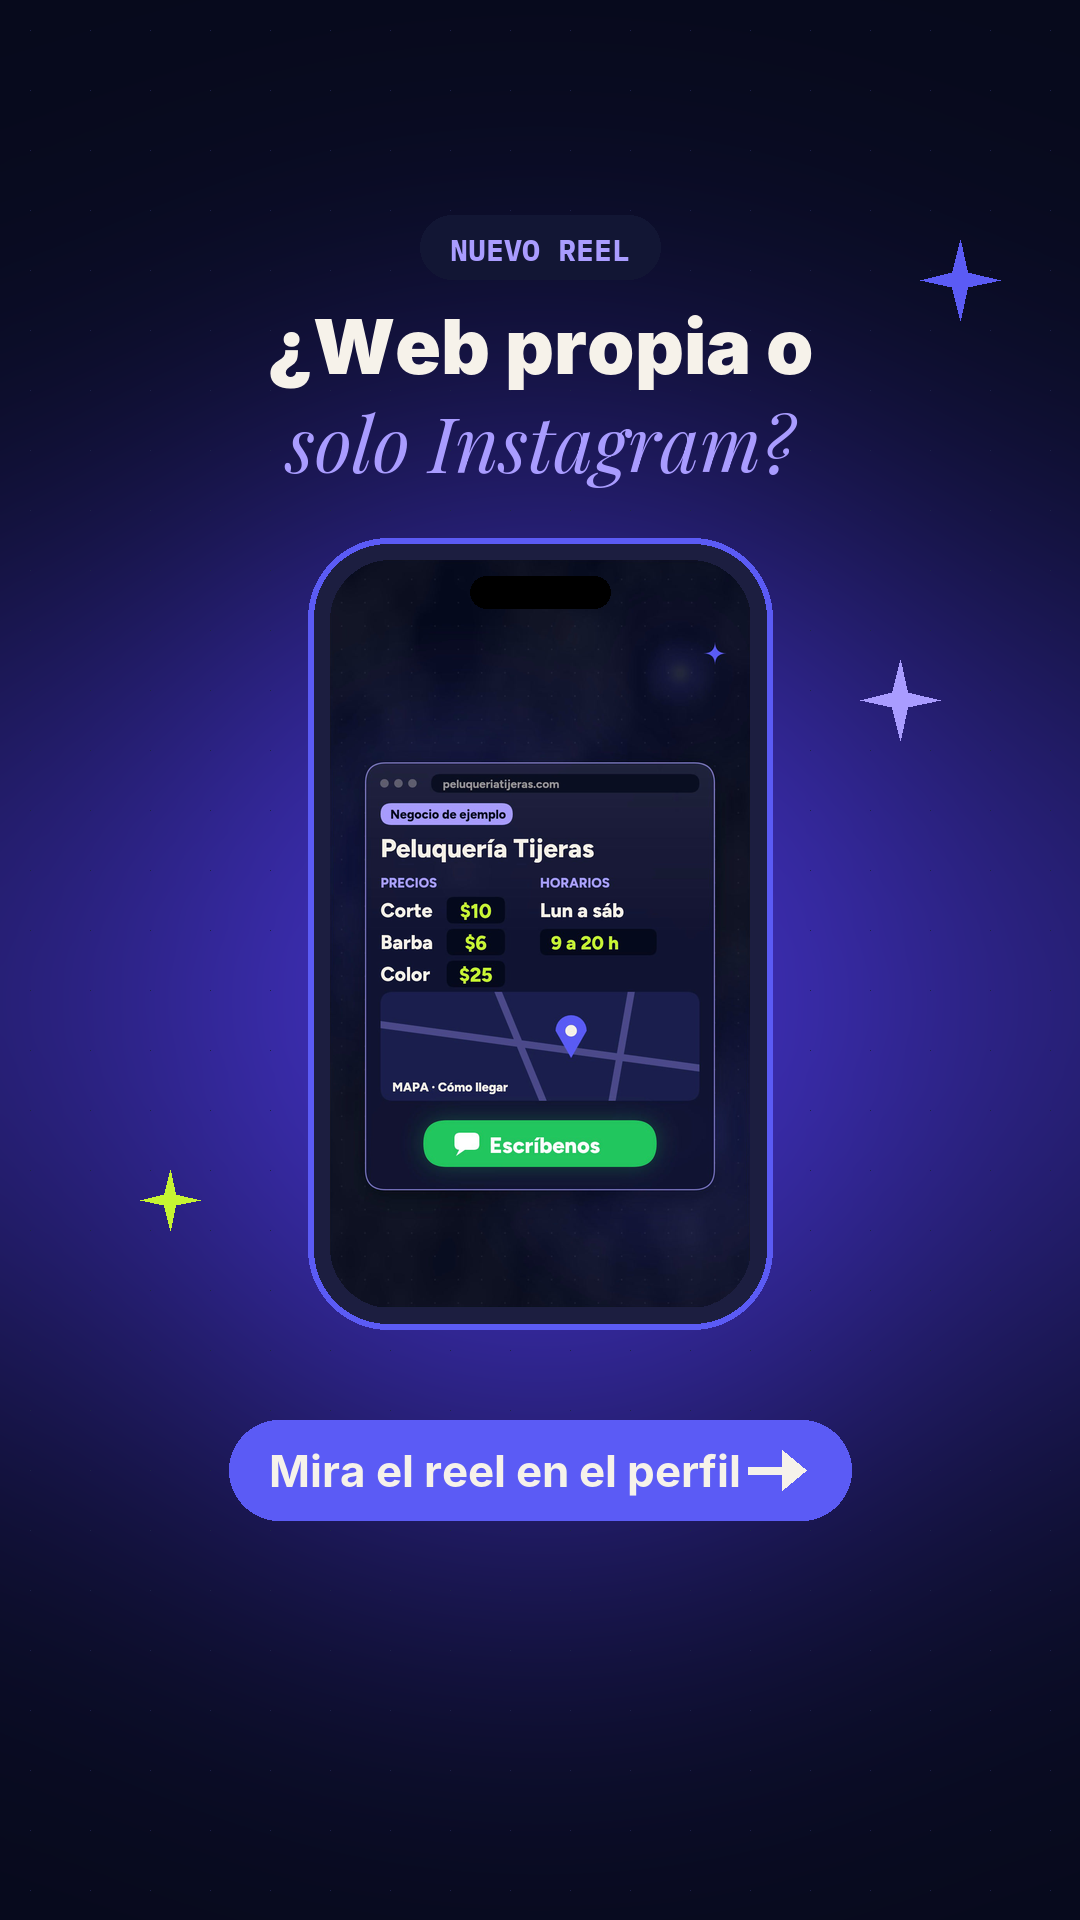 NUEVO REEL
¿Web propia o
solo Instagram?
peluqueriatijeras.com
Negocio de ejemplo
Peluquería Tijeras
PRECIOS
Corte $10
Barba $6
Color $25
HORARIOS
Lun a sáb
9 a 20 h
MAPA · Cómo llegar
Escríbenos
Mira el reel en el perfil